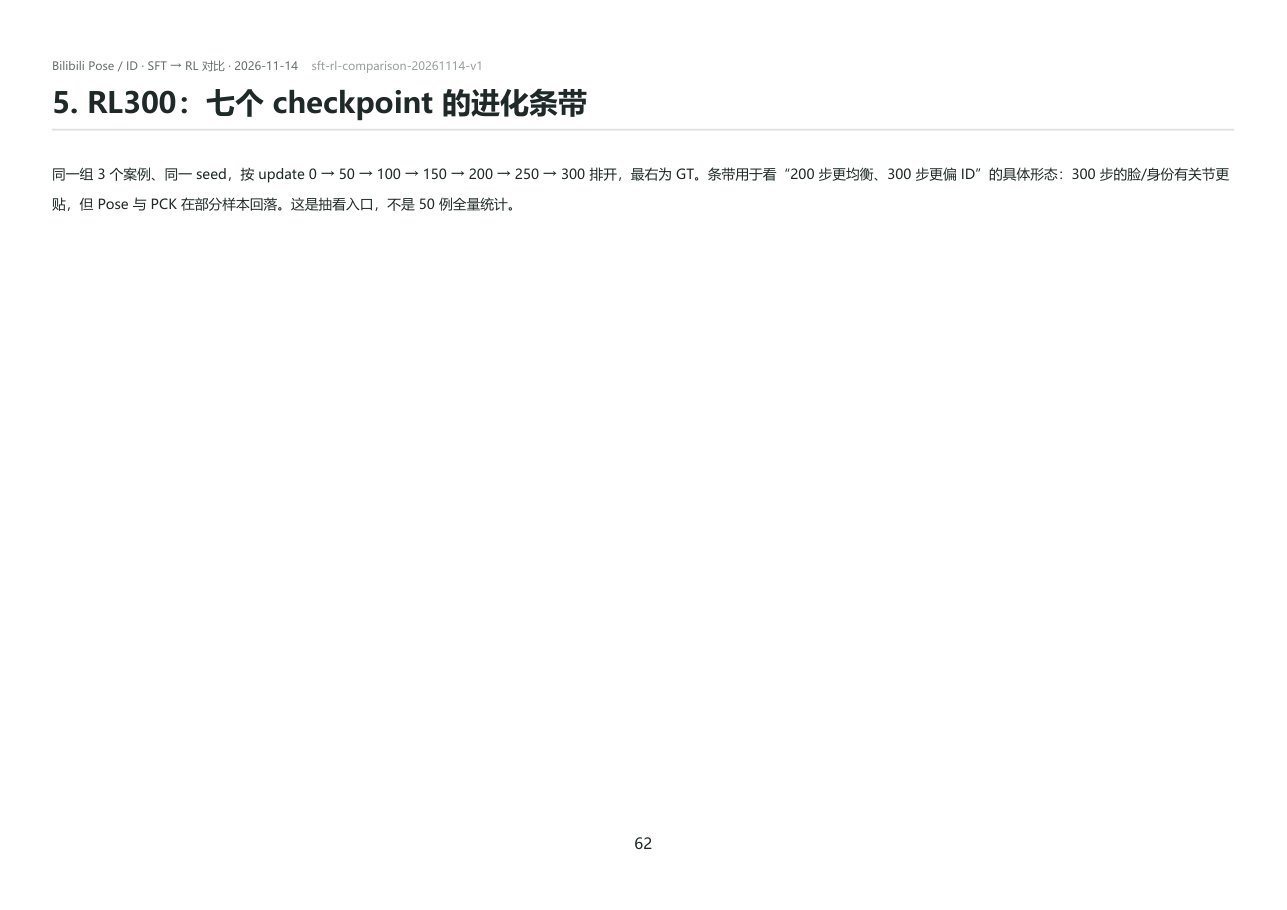 Bilibili Pose / ID · SFT → RL 对比 · 2026-11-14 sft-rl-comparison-20261114-v1
5. RL300：七个 checkpoint 的进化条带
同一组 3 个案例、同一 seed，按 update 0 → 50 → 100 → 150 → 200 → 250 → 300 排开，最右为 GT。条带用于看“200 步更均衡、300 步更偏 ID”的具体形态：300 步的脸/身份有关节更
贴，但 Pose 与 PCK 在部分样本回落。这是抽看入口，不是 50 例全量统计。
62